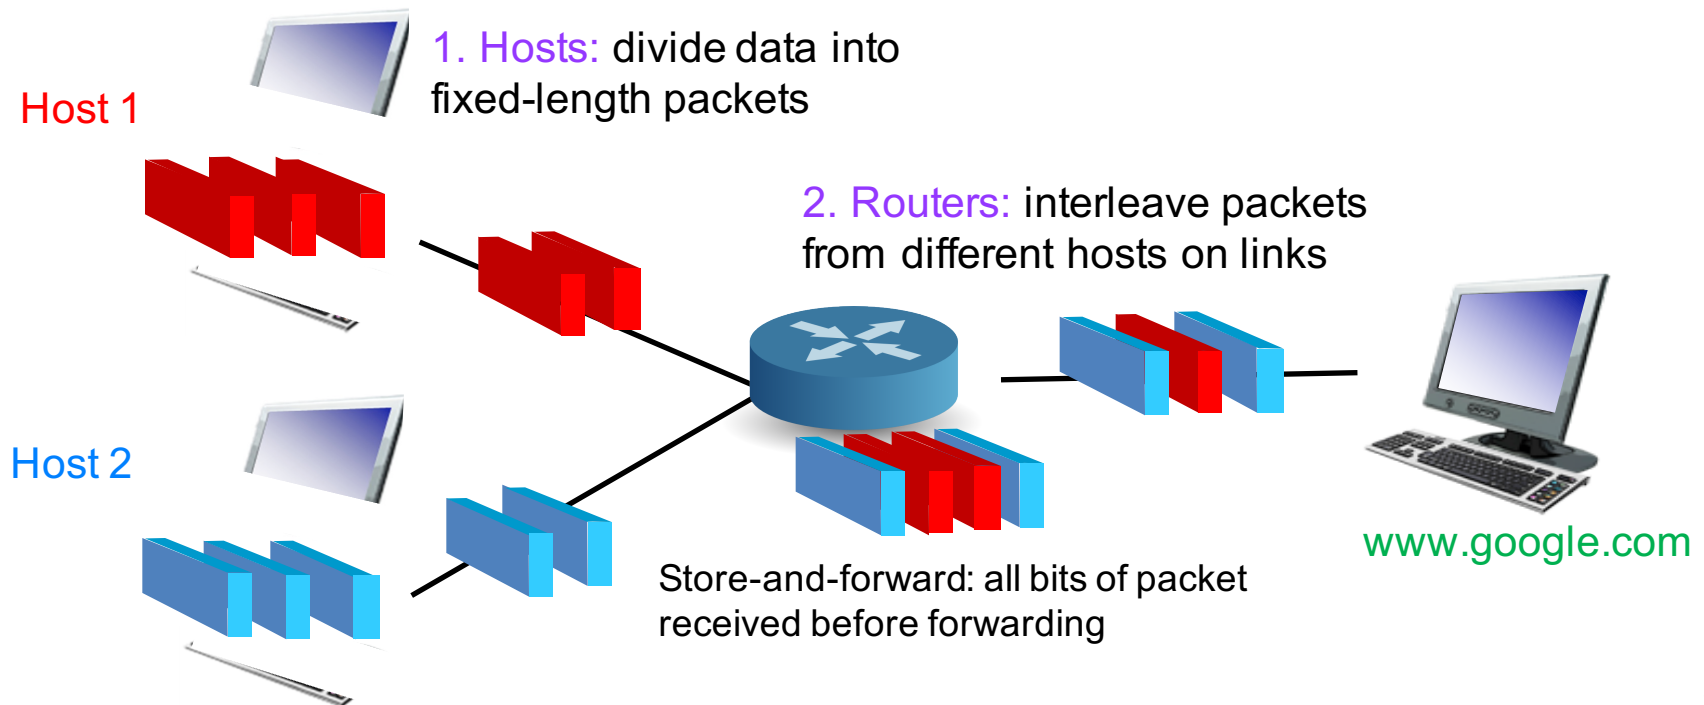 1. Hosts: divide data into
fixed-length packets
Host 1
2. Routers: interleave packets
from different hosts on links
Host 2
www.google.com
Store-and-forward: all bits of packet
received before forwarding